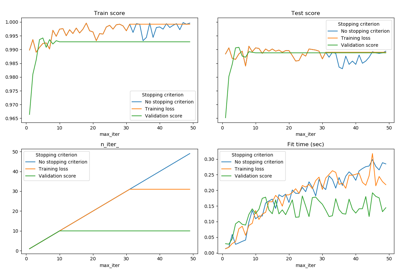 Train score
1.000
0.995
0.990
0.985
0.980
0.975
0.970
0.965
Stopping criterion
No stopping criterion
Training loss
Validation score
0 10 20 30 40 50
max_iter
Test score
Stopping criterion
No stopping criterion
Training loss
Validation score
0 10 20 30 40 50
max_iter
n_iter_
50
40
30
20
10
0
Stopping criterion
No stopping criterion
Training loss
Validation score
0 10 20 30 40 50
max_iter
Fit time (sec)
0.30
0.25
0.20
0.15
0.10
0.05
0.00
Stopping criterion
No stopping criterion
Training loss
Validation score
0 10 20 30 40 50
max_iter